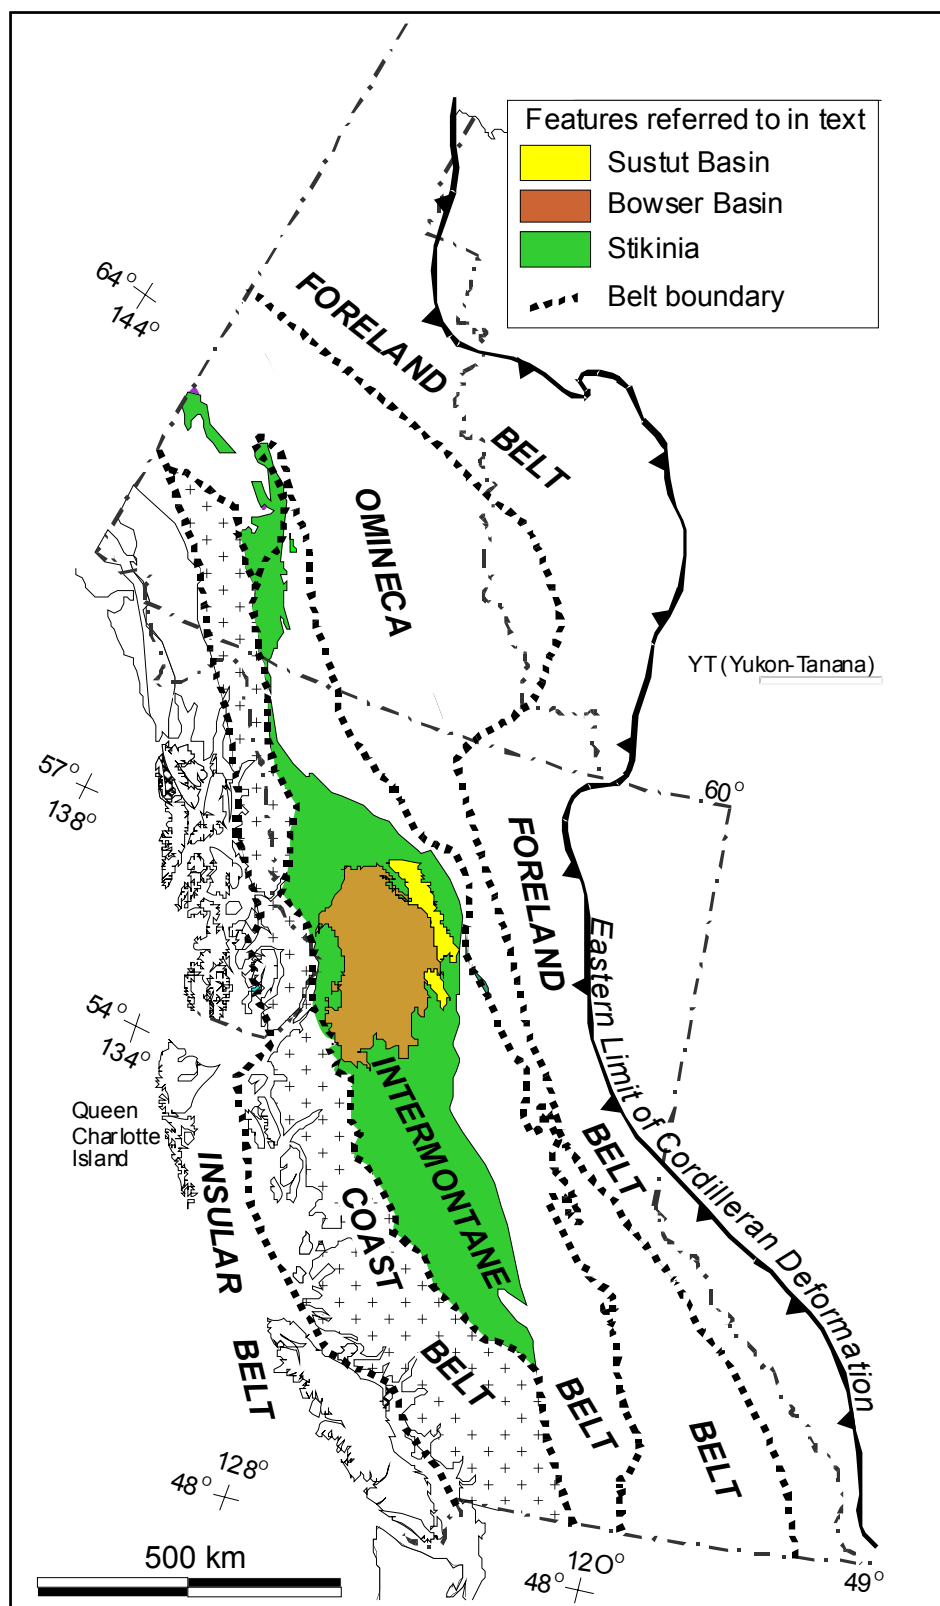 Features referred to in text
Sustut Basin
Bowser Basin
Stikinia
Belt boundary
64°
144°
FORELAND
BELT
OMINECA
YT (Yukon-Tanana)
57°
138°
60°
FORELAND
Eastern Limit of Cordilleran Deformation
54°
134°
Queen
Charlotte
Island
INTERMONTANE
BELT
INSULAR
COAST
BELT
BELT
BELT
BELT
48°
128°
500 km
48°
12O°
49°